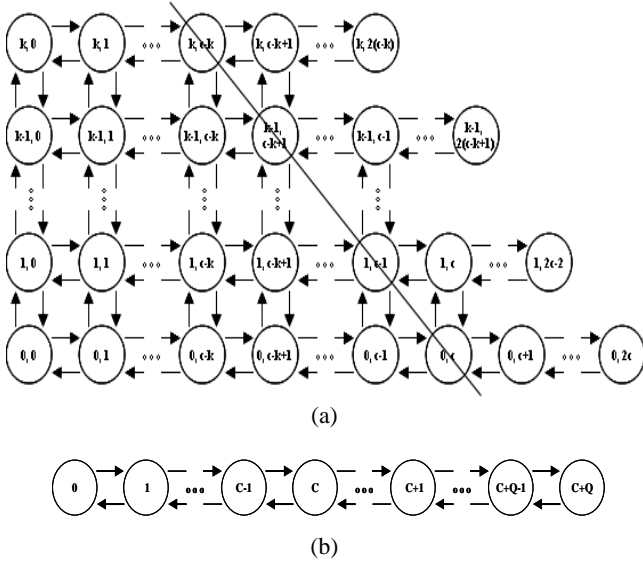 k, 0 k, 1 k, c-k k, c-k+1 k, 2(c-k)
k-1, 0 k-1, 1 k-1, c-k k-1, c-k+1 k-1, c-1 k-1, 2(c-k+1)
1, 0 1, 1 1, c-k 1, c-k+1 1, c-1 1, c 1, 2c-2
0, 0 0, 1 0, c-k 0, c-k+1 0, c-1 0, c 0, c+1 0, 2c
(a)
0 1 C-1 C C+1 C+Q-1 C+Q
(b)